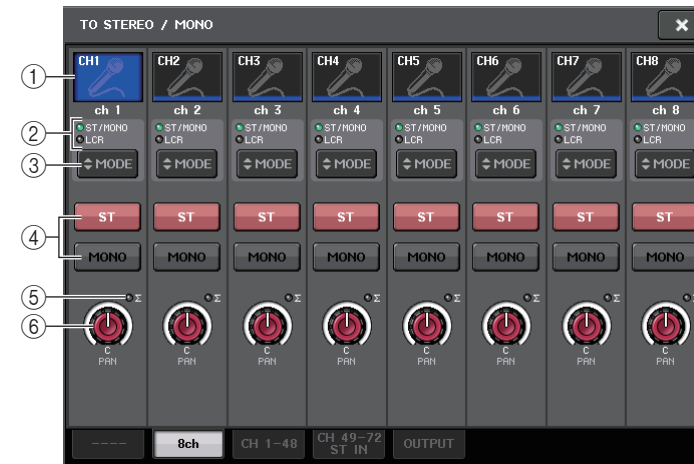 TO STEREO / MONO ×
① CH1 CH2 CH3 CH4 CH5 CH6 CH7 CH8
ch 1 ch 2 ch 3 ch 4 ch 5 ch 6 ch 7 ch 8
② ST/MONO ST/MONO ST/MONO ST/MONO ST/MONO ST/MONO ST/MONO ST/MONO
LCR LCR LCR LCR LCR LCR LCR LCR
③ MODE MODE MODE MODE MODE MODE MODE MODE
④ ST ST ST ST ST ST ST ST
MONO MONO MONO MONO MONO MONO MONO MONO
⑤ Σ Σ Σ Σ Σ Σ Σ Σ
⑥
C C C C C C C C
PAN PAN PAN PAN PAN PAN PAN PAN
---- 8ch CH 1-48 CH 49-72 OUTPUT
ST IN